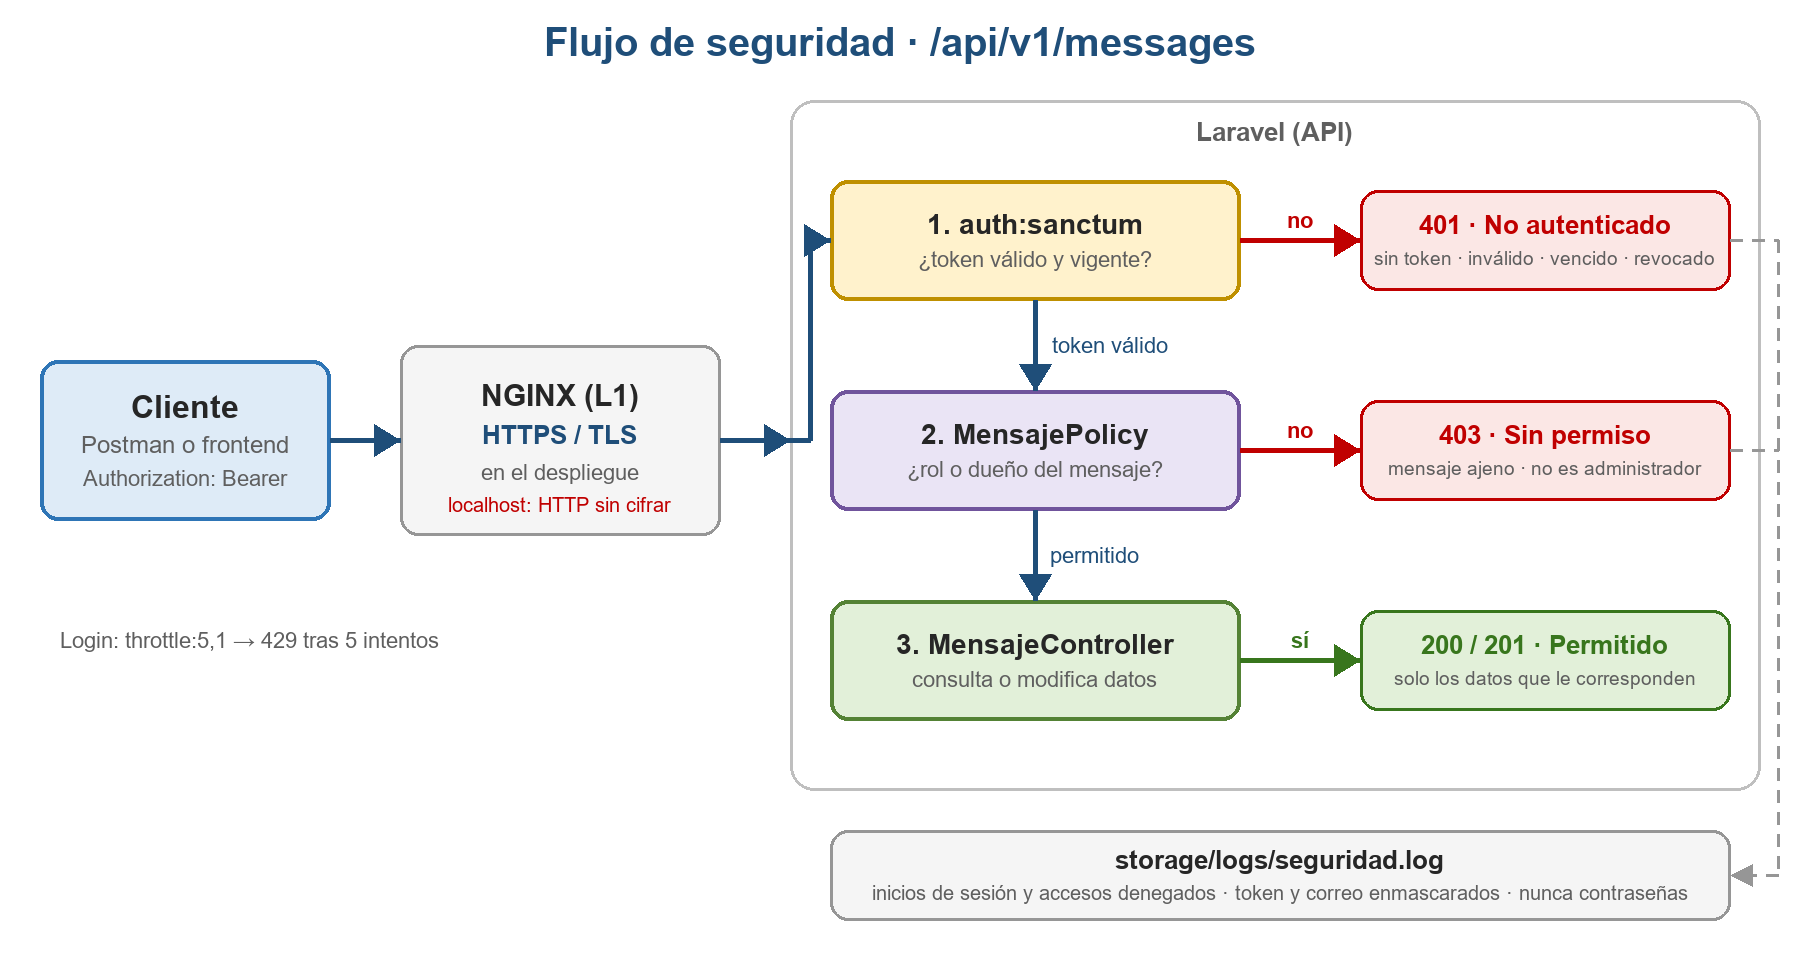 Flujo de seguridad · /api/v1/messages
Laravel (API)
1. auth:sanctum
¿token válido y vigente?
no
401 · No autenticado
sin token · inválido · vencido · revocado
token válido
Cliente
Postman o frontend
Authorization: Bearer
NGINX (L1)
HTTPS / TLS
en el despliegue
localhost: HTTP sin cifrar
2. MensajePolicy
¿rol o dueño del mensaje?
no
403 · Sin permiso
mensaje ajeno · no es administrador
permitido
Login: throttle:5,1 → 429 tras 5 intentos
3. MensajeController
consulta o modifica datos
sí
200 / 201 · Permitido
solo los datos que le corresponden
storage/logs/seguridad.log
inicios de sesión y accesos denegados · token y correo enmascarados · nunca contraseñas